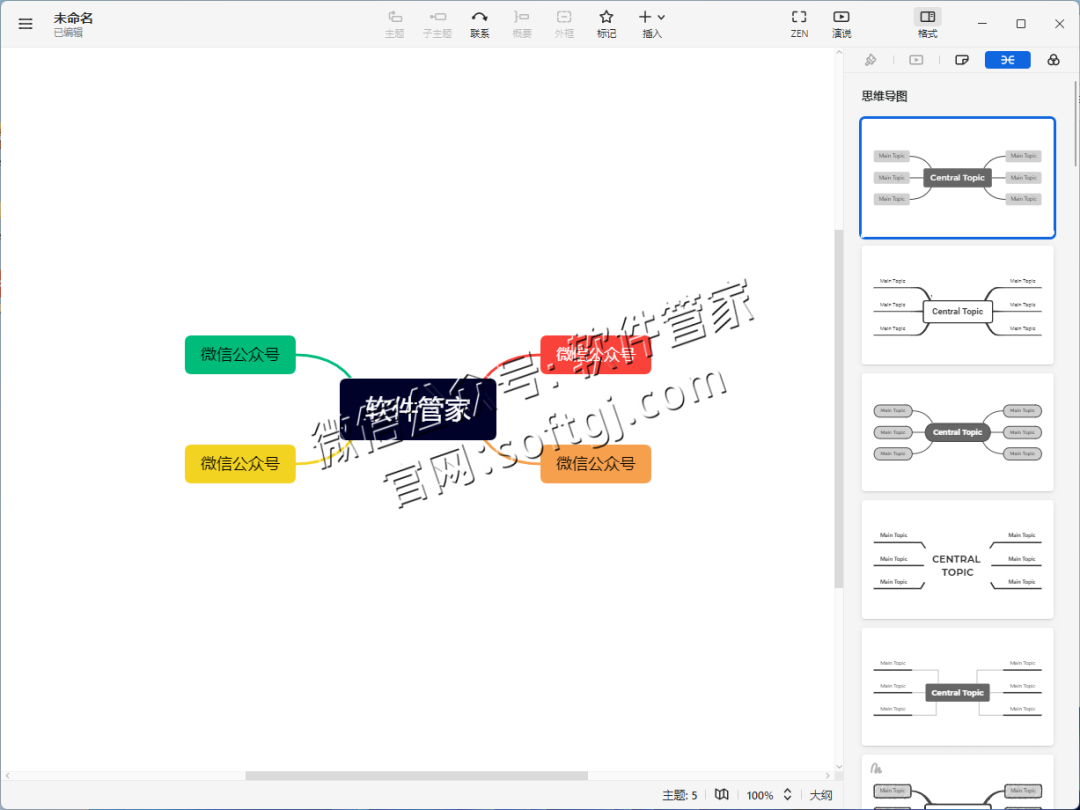 未命名
已编辑
主题 子主题 联系 概要 外框 标记 插入
ZEN 演说 格式
思维导图
Main Topic Main Topic
Main Topic Central Topic Main Topic
Main Topic Main Topic
Main Topic Main Topic
Main Topic Central Topic Main Topic
Main Topic Main Topic
Main Topic Main Topic
Main Topic Central Topic Main Topic
Main Topic Main Topic
Main Topic Main Topic
Main Topic CENTRAL TOPIC Main Topic
Main Topic Main Topic
Main Topic Main Topic
Main Topic Central Topic Main Topic
Main Topic Main Topic
Main Topic Main Topic
微信公众号 微信公众号
软件管家
微信公众号 微信公众号
微信公众号:软件管家
官网:softgj.com
主题: 5 100% 大纲